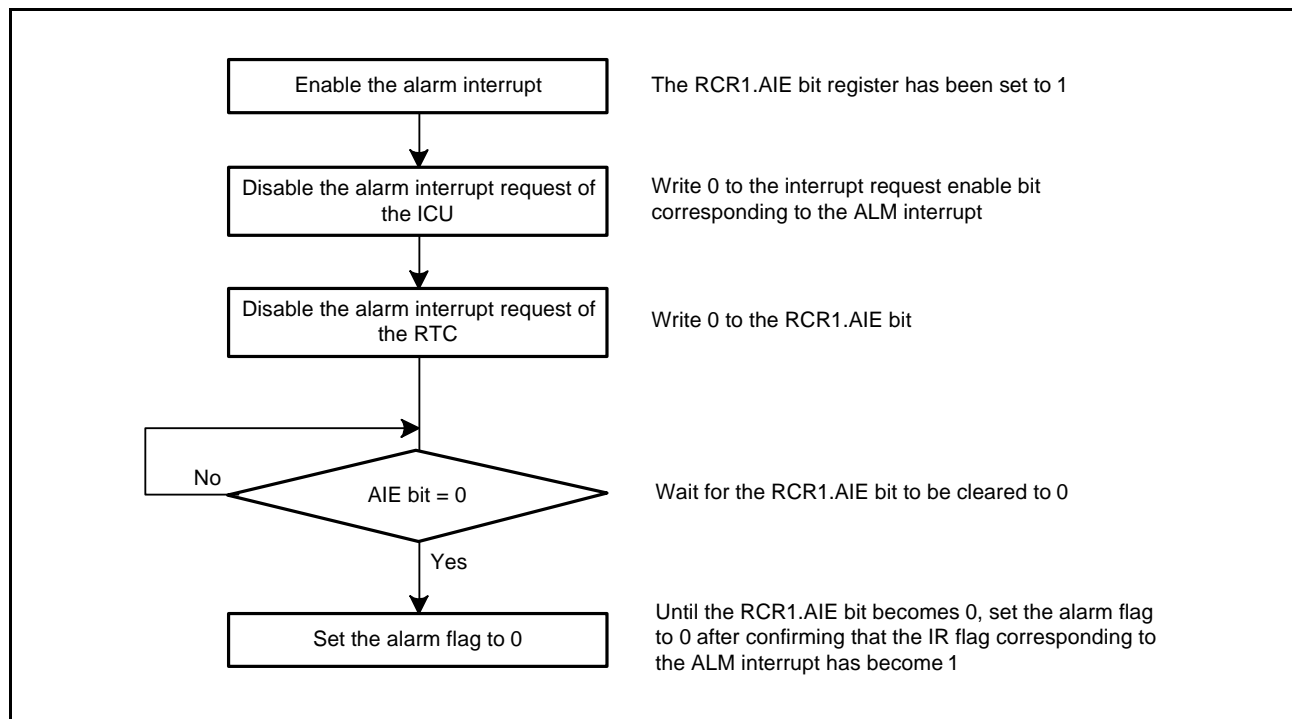 Enable the alarm interrupt
The RCR1.AIE bit register has been set to 1
Disable the alarm interrupt request of
the ICU
Write 0 to the interrupt request enable bit
corresponding to the ALM interrupt
Disable the alarm interrupt request of
the RTC
Write 0 to the RCR1.AIE bit
No
AIE bit = 0
Wait for the RCR1.AIE bit to be cleared to 0
Yes
Set the alarm flag to 0
Until the RCR1.AIE bit becomes 0, set the alarm flag
to 0 after confirming that the IR flag corresponding to
the ALM interrupt has become 1